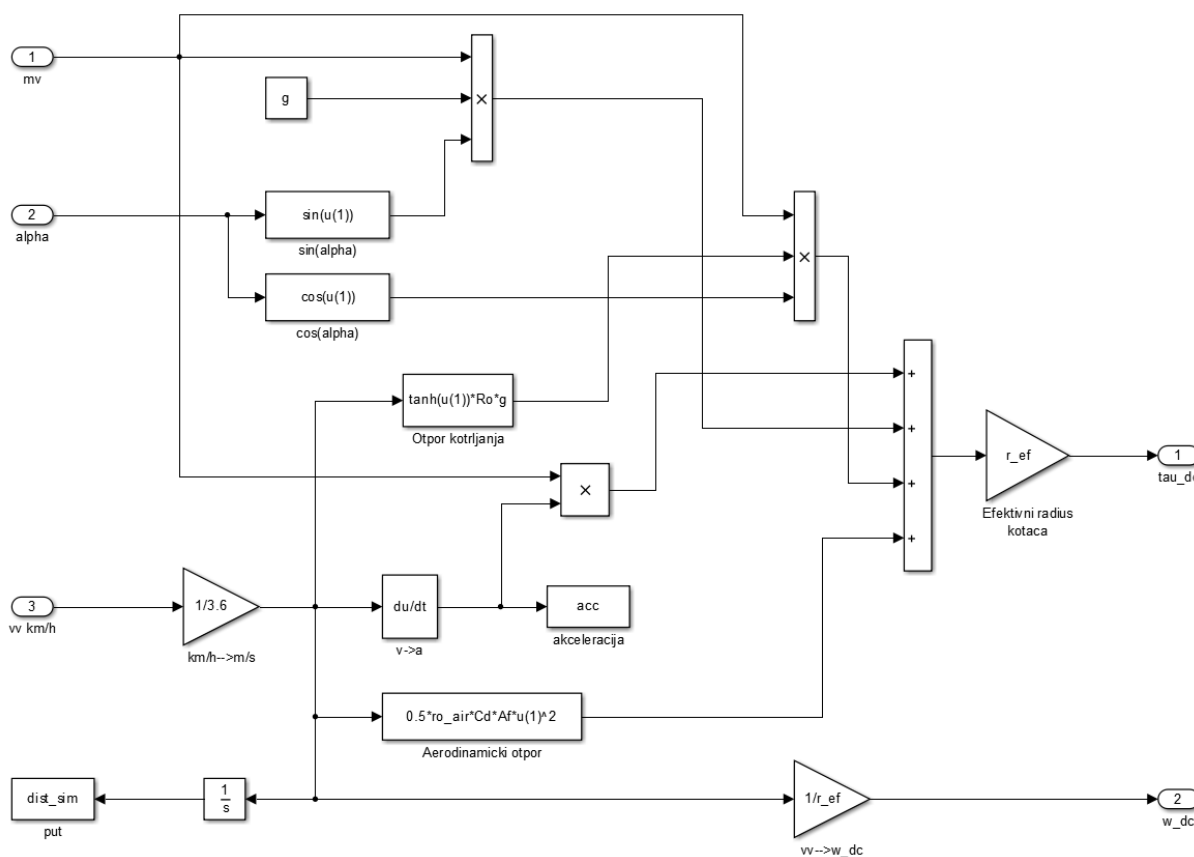 1
mv
g
×
2
alpha
sin(u(1))
sin(alpha)
×
cos(u(1))
cos(alpha)
tanh(u(1))*Ro*g
Otpor kotrljanja
+
+
+
+
r_ef
Efektivni radius
kotaca
1
tau_dc
×
3
vv km/h
1/3.6
km/h-->m/s
du/dt
v->a
acc
akceleracija
0.5*ro_air*Cd*Af*u(1)^2
Aerodinamicki otpor
dist_sim
put
1
s
1/r_ef
vv-->w_dc
2
w_dc